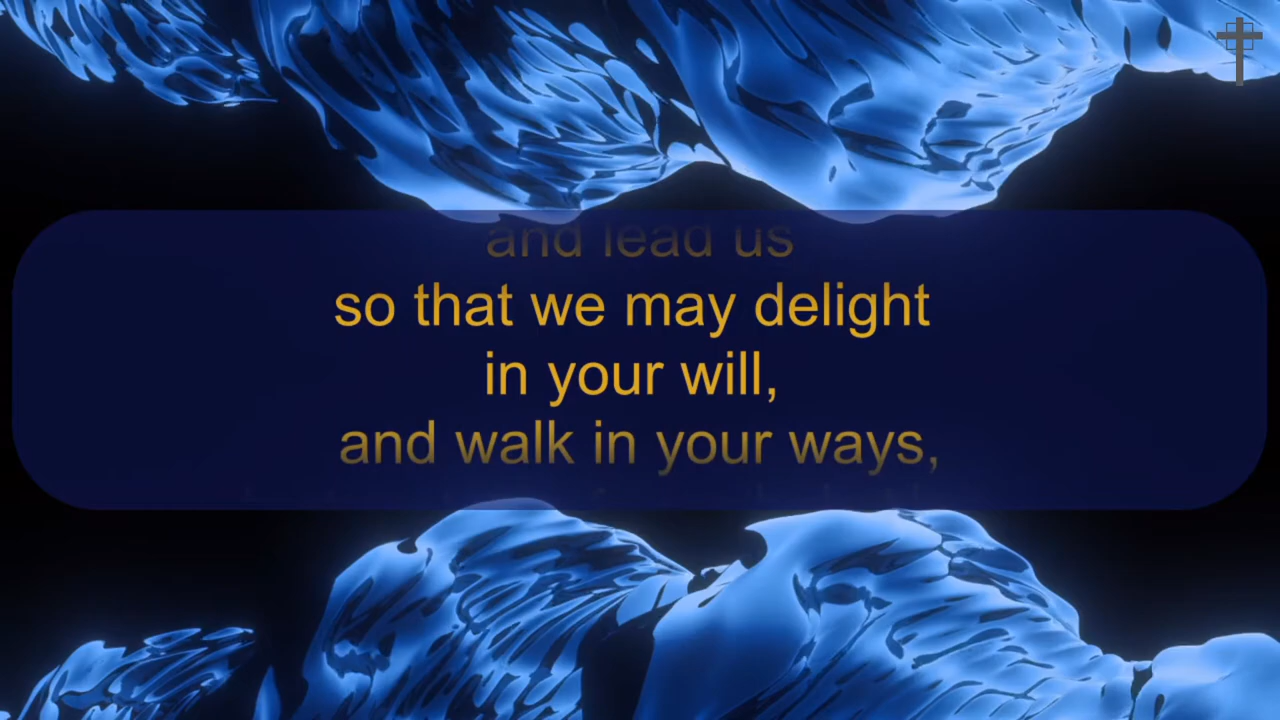 and lead us
so that we may delight
in your will,
and walk in your ways,